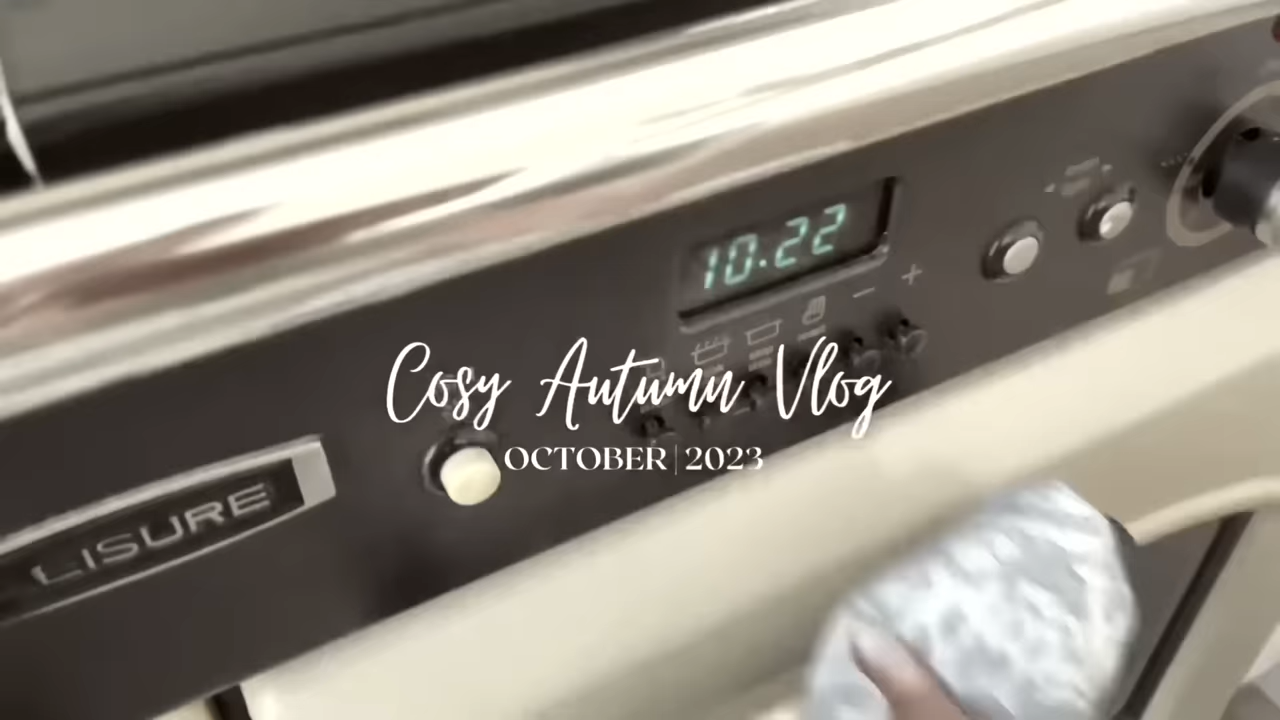 10.22
− +
Cosy Autumn Vlog
OCTOBER | 2023
LISURE